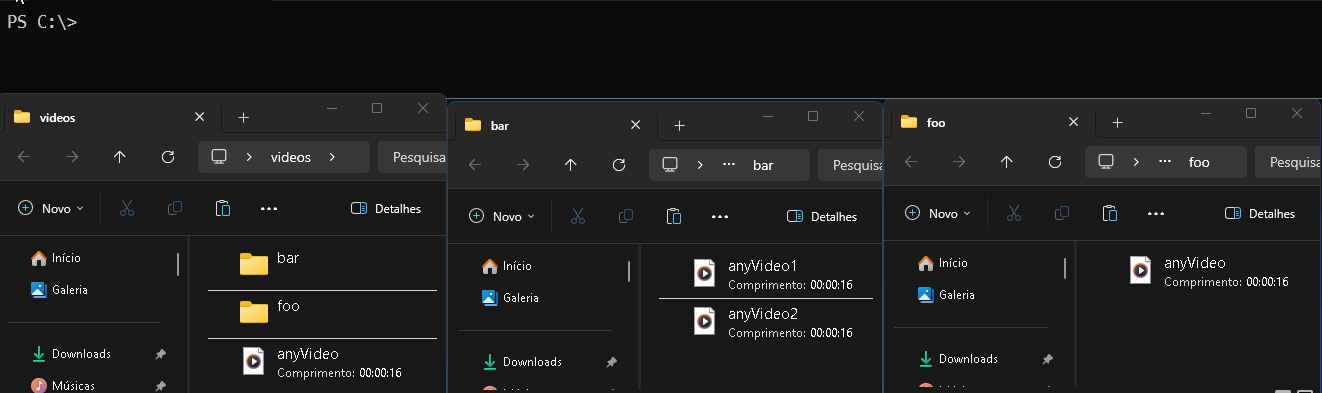 PS C:\>
videos
videos
Pesquisa
Novo
Detalhes
Início
Galeria
Downloads
Músicas
bar
foo
anyVideo
Comprimento: 00:00:16
bar
bar
Pesquisa
Novo
Detalhes
Início
Galeria
Downloads
anyVideo1
Comprimento: 00:00:16
anyVideo2
Comprimento: 00:00:16
foo
foo
Pesquisa
Novo
Detalhes
Início
Galeria
Downloads
anyVideo
Comprimento: 00:00:16